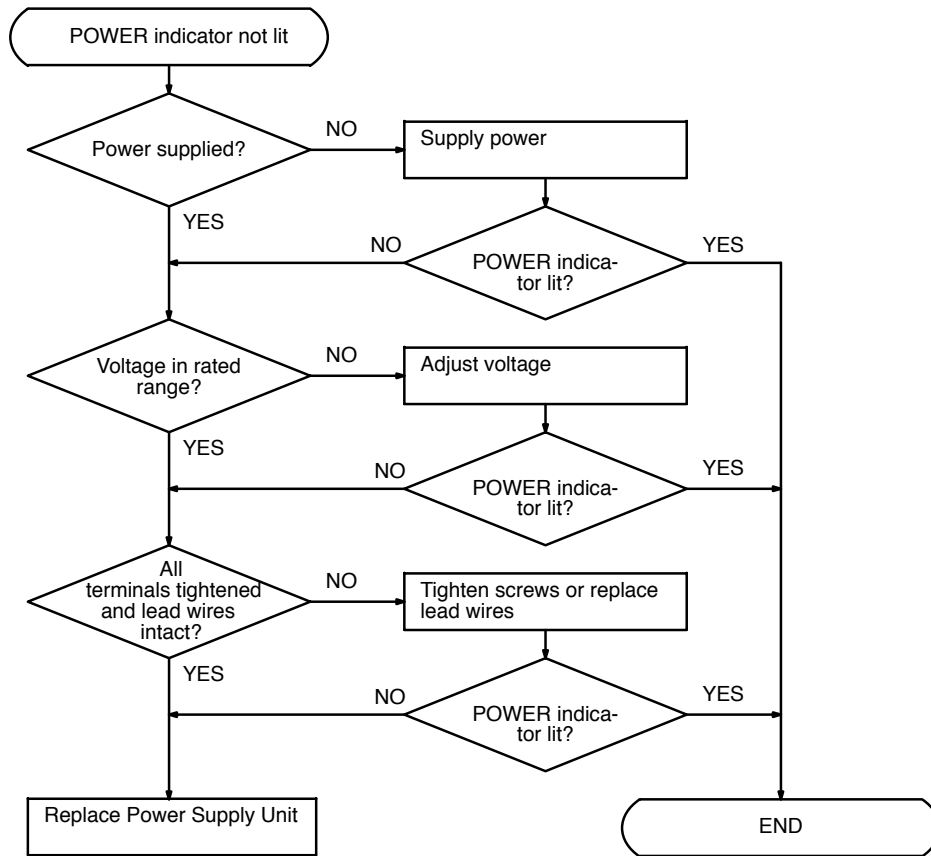 POWER indicator not lit
Power supplied?
NO
Supply power
YES
NO
POWER indica-
tor lit?
YES
Voltage in rated
range?
NO
Adjust voltage
YES
NO
POWER indica-
tor lit?
YES
All
terminals tightened
and lead wires
intact?
NO
Tighten screws or replace
lead wires
YES
NO
POWER indica-
tor lit?
YES
Replace Power Supply Unit
END